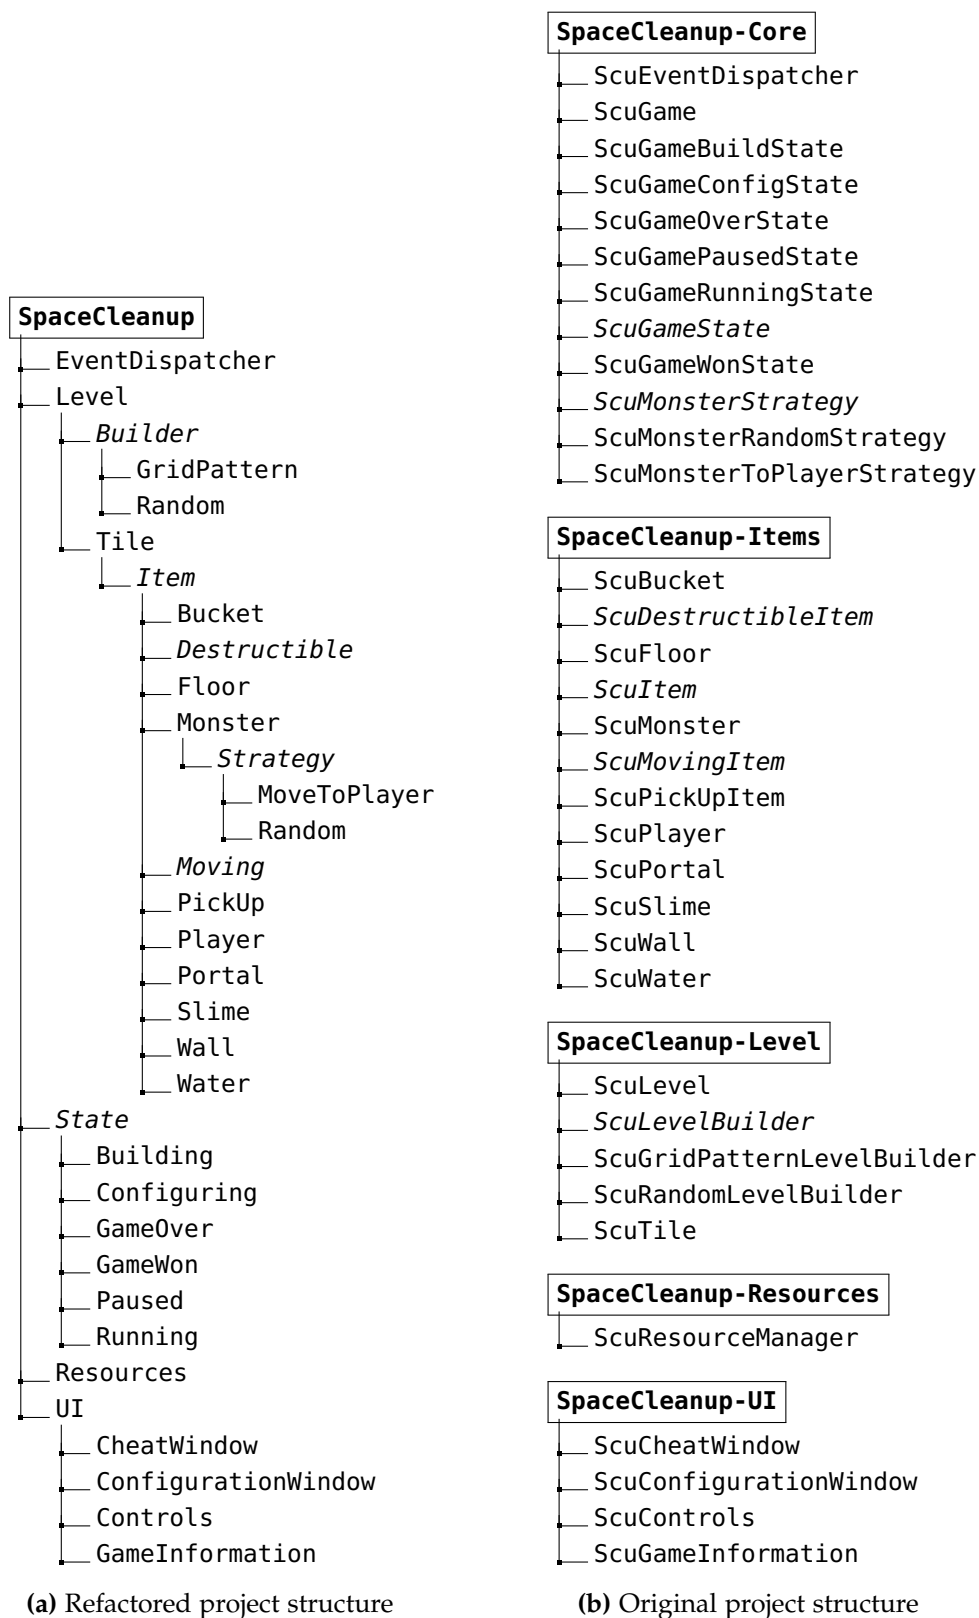 SpaceCleanup
EventDispatcher
Level
Builder
GridPattern
Random
Tile
Item
Bucket
Destructible
Floor
Monster
Strategy
MoveToPlayer
Random
Moving
PickUp
Player
Portal
Slime
Wall
Water
State
Building
Configuring
GameOver
GameWon
Paused
Running
Resources
UI
CheatWindow
ConfigurationWindow
Controls
GameInformation
(a) Refactored project structure
SpaceCleanup-Core
ScuEventDispatcher
ScuGame
ScuGameBuildState
ScuGameConfigState
ScuGameOverState
ScuGamePausedState
ScuGameRunningState
ScuGameState
ScuGameWonState
ScuMonsterStrategy
ScuMonsterRandomStrategy
ScuMonsterToPlayerStrategy
SpaceCleanup-Items
ScuBucket
ScuDestructibleItem
ScuFloor
ScuItem
ScuMonster
ScuMovingItem
ScuPickUpItem
ScuPlayer
ScuPortal
ScuSlime
ScuWall
ScuWater
SpaceCleanup-Level
ScuLevel
ScuLevelBuilder
ScuGridPatternLevelBuilder
ScuRandomLevelBuilder
ScuTile
SpaceCleanup-Resources
ScuResourceManager
SpaceCleanup-UI
ScuCheatWindow
ScuConfigurationWindow
ScuControls
ScuGameInformation
(b) Original project structure